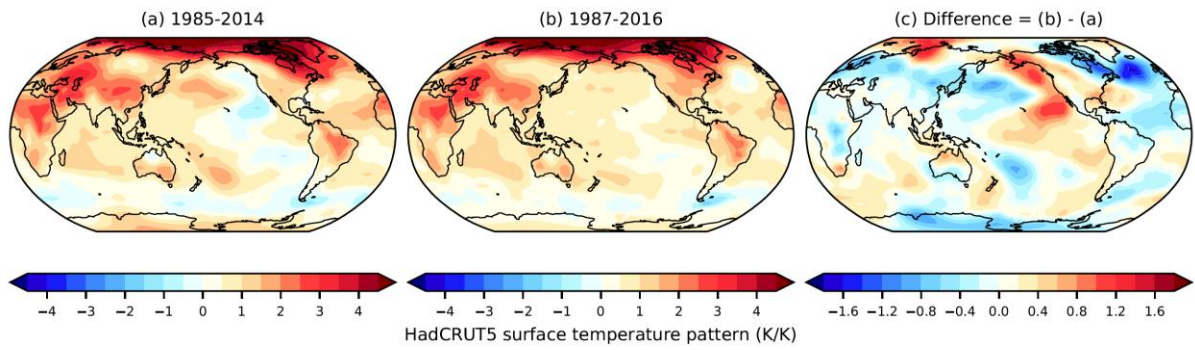 (a) 1985-2014
(b) 1987-2016
(c) Difference = (b) - (a)
−4 −3 −2 −1 0 1 2 3 4
−4 −3 −2 −1 0 1 2 3 4
−1.6 −1.2 −0.8 −0.4 0.0 0.4 0.8 1.2 1.6
HadCRUT5 surface temperature pattern (K/K)